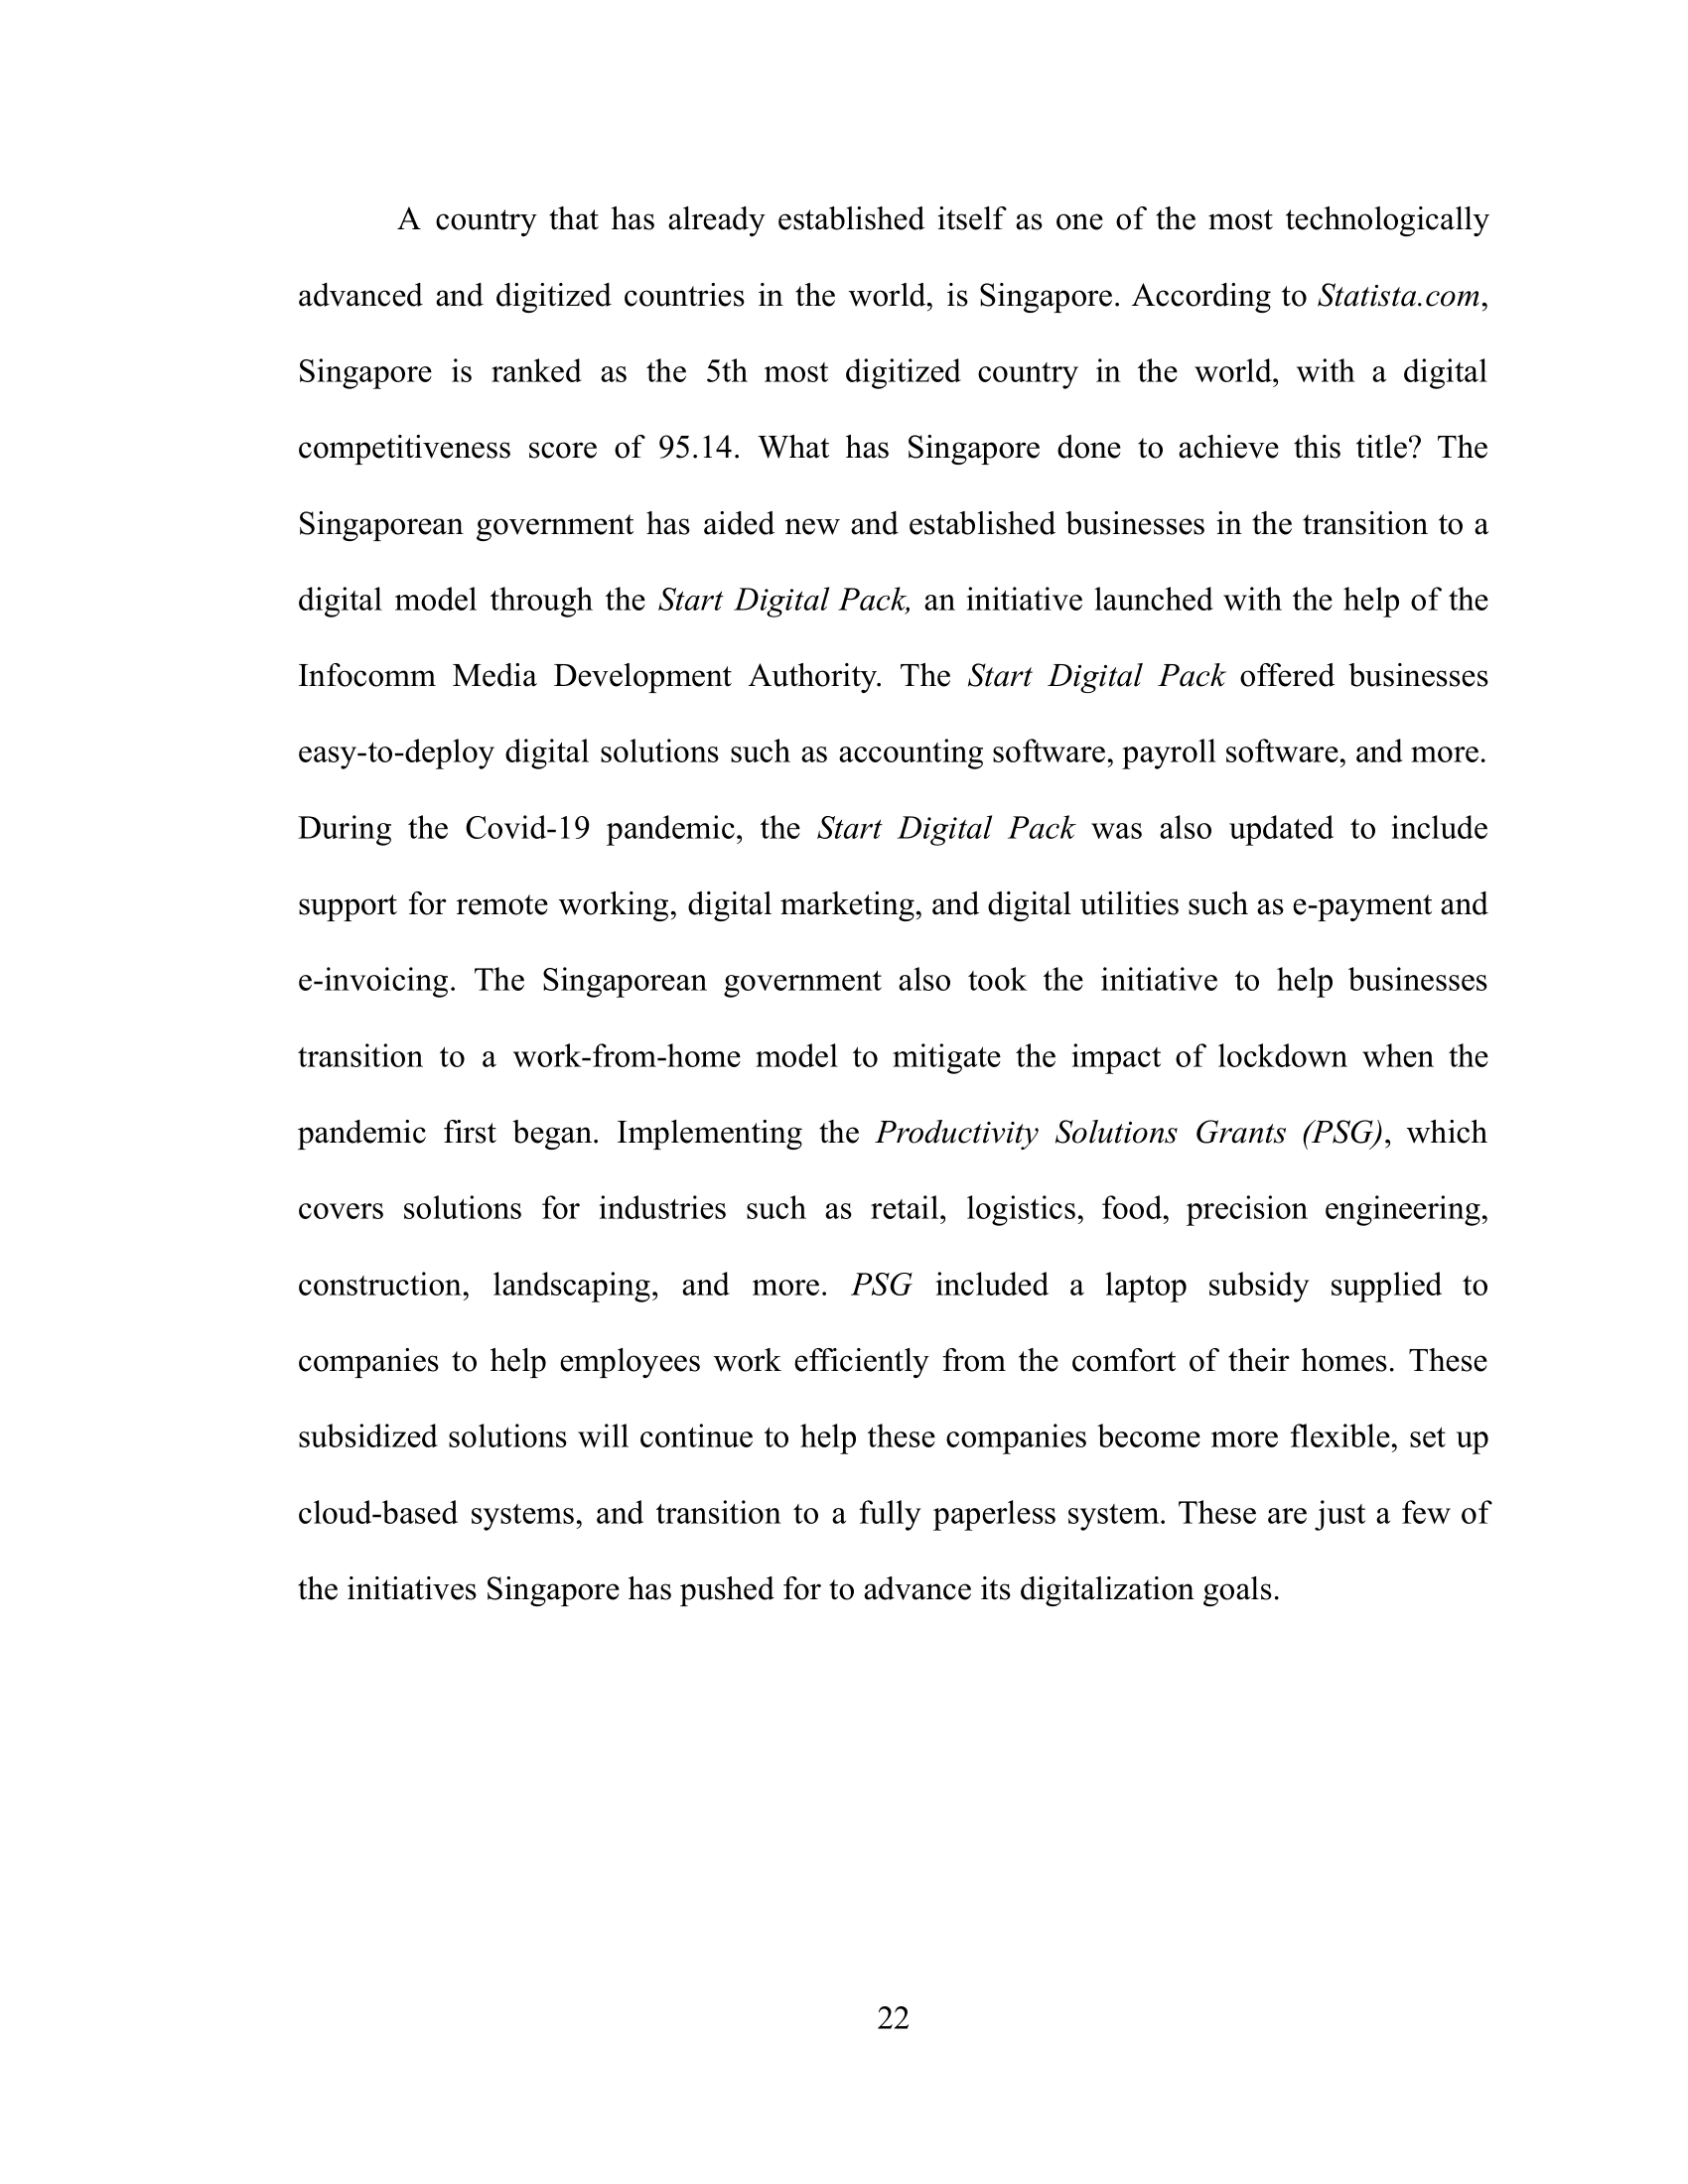 A country that has already established itself as one of the most technologically
advanced and digitized countries in the world, is Singapore. According to Statista.com,
Singapore is ranked as the 5th most digitized country in the world, with a digital
competitiveness score of 95.14. What has Singapore done to achieve this title? The
Singaporean government has aided new and established businesses in the transition to a
digital model through the Start Digital Pack, an initiative launched with the help of the
Infocomm Media Development Authority. The Start Digital Pack offered businesses
easy-to-deploy digital solutions such as accounting software, payroll software, and more.
During the Covid-19 pandemic, the Start Digital Pack was also updated to include
support for remote working, digital marketing, and digital utilities such as e-payment and
e-invoicing. The Singaporean government also took the initiative to help businesses
transition to a work-from-home model to mitigate the impact of lockdown when the
pandemic first began. Implementing the Productivity Solutions Grants (PSG), which
covers solutions for industries such as retail, logistics, food, precision engineering,
construction, landscaping, and more. PSG included a laptop subsidy supplied to
companies to help employees work efficiently from the comfort of their homes. These
subsidized solutions will continue to help these companies become more flexible, set up
cloud-based systems, and transition to a fully paperless system. These are just a few of
the initiatives Singapore has pushed for to advance its digitalization goals.
22